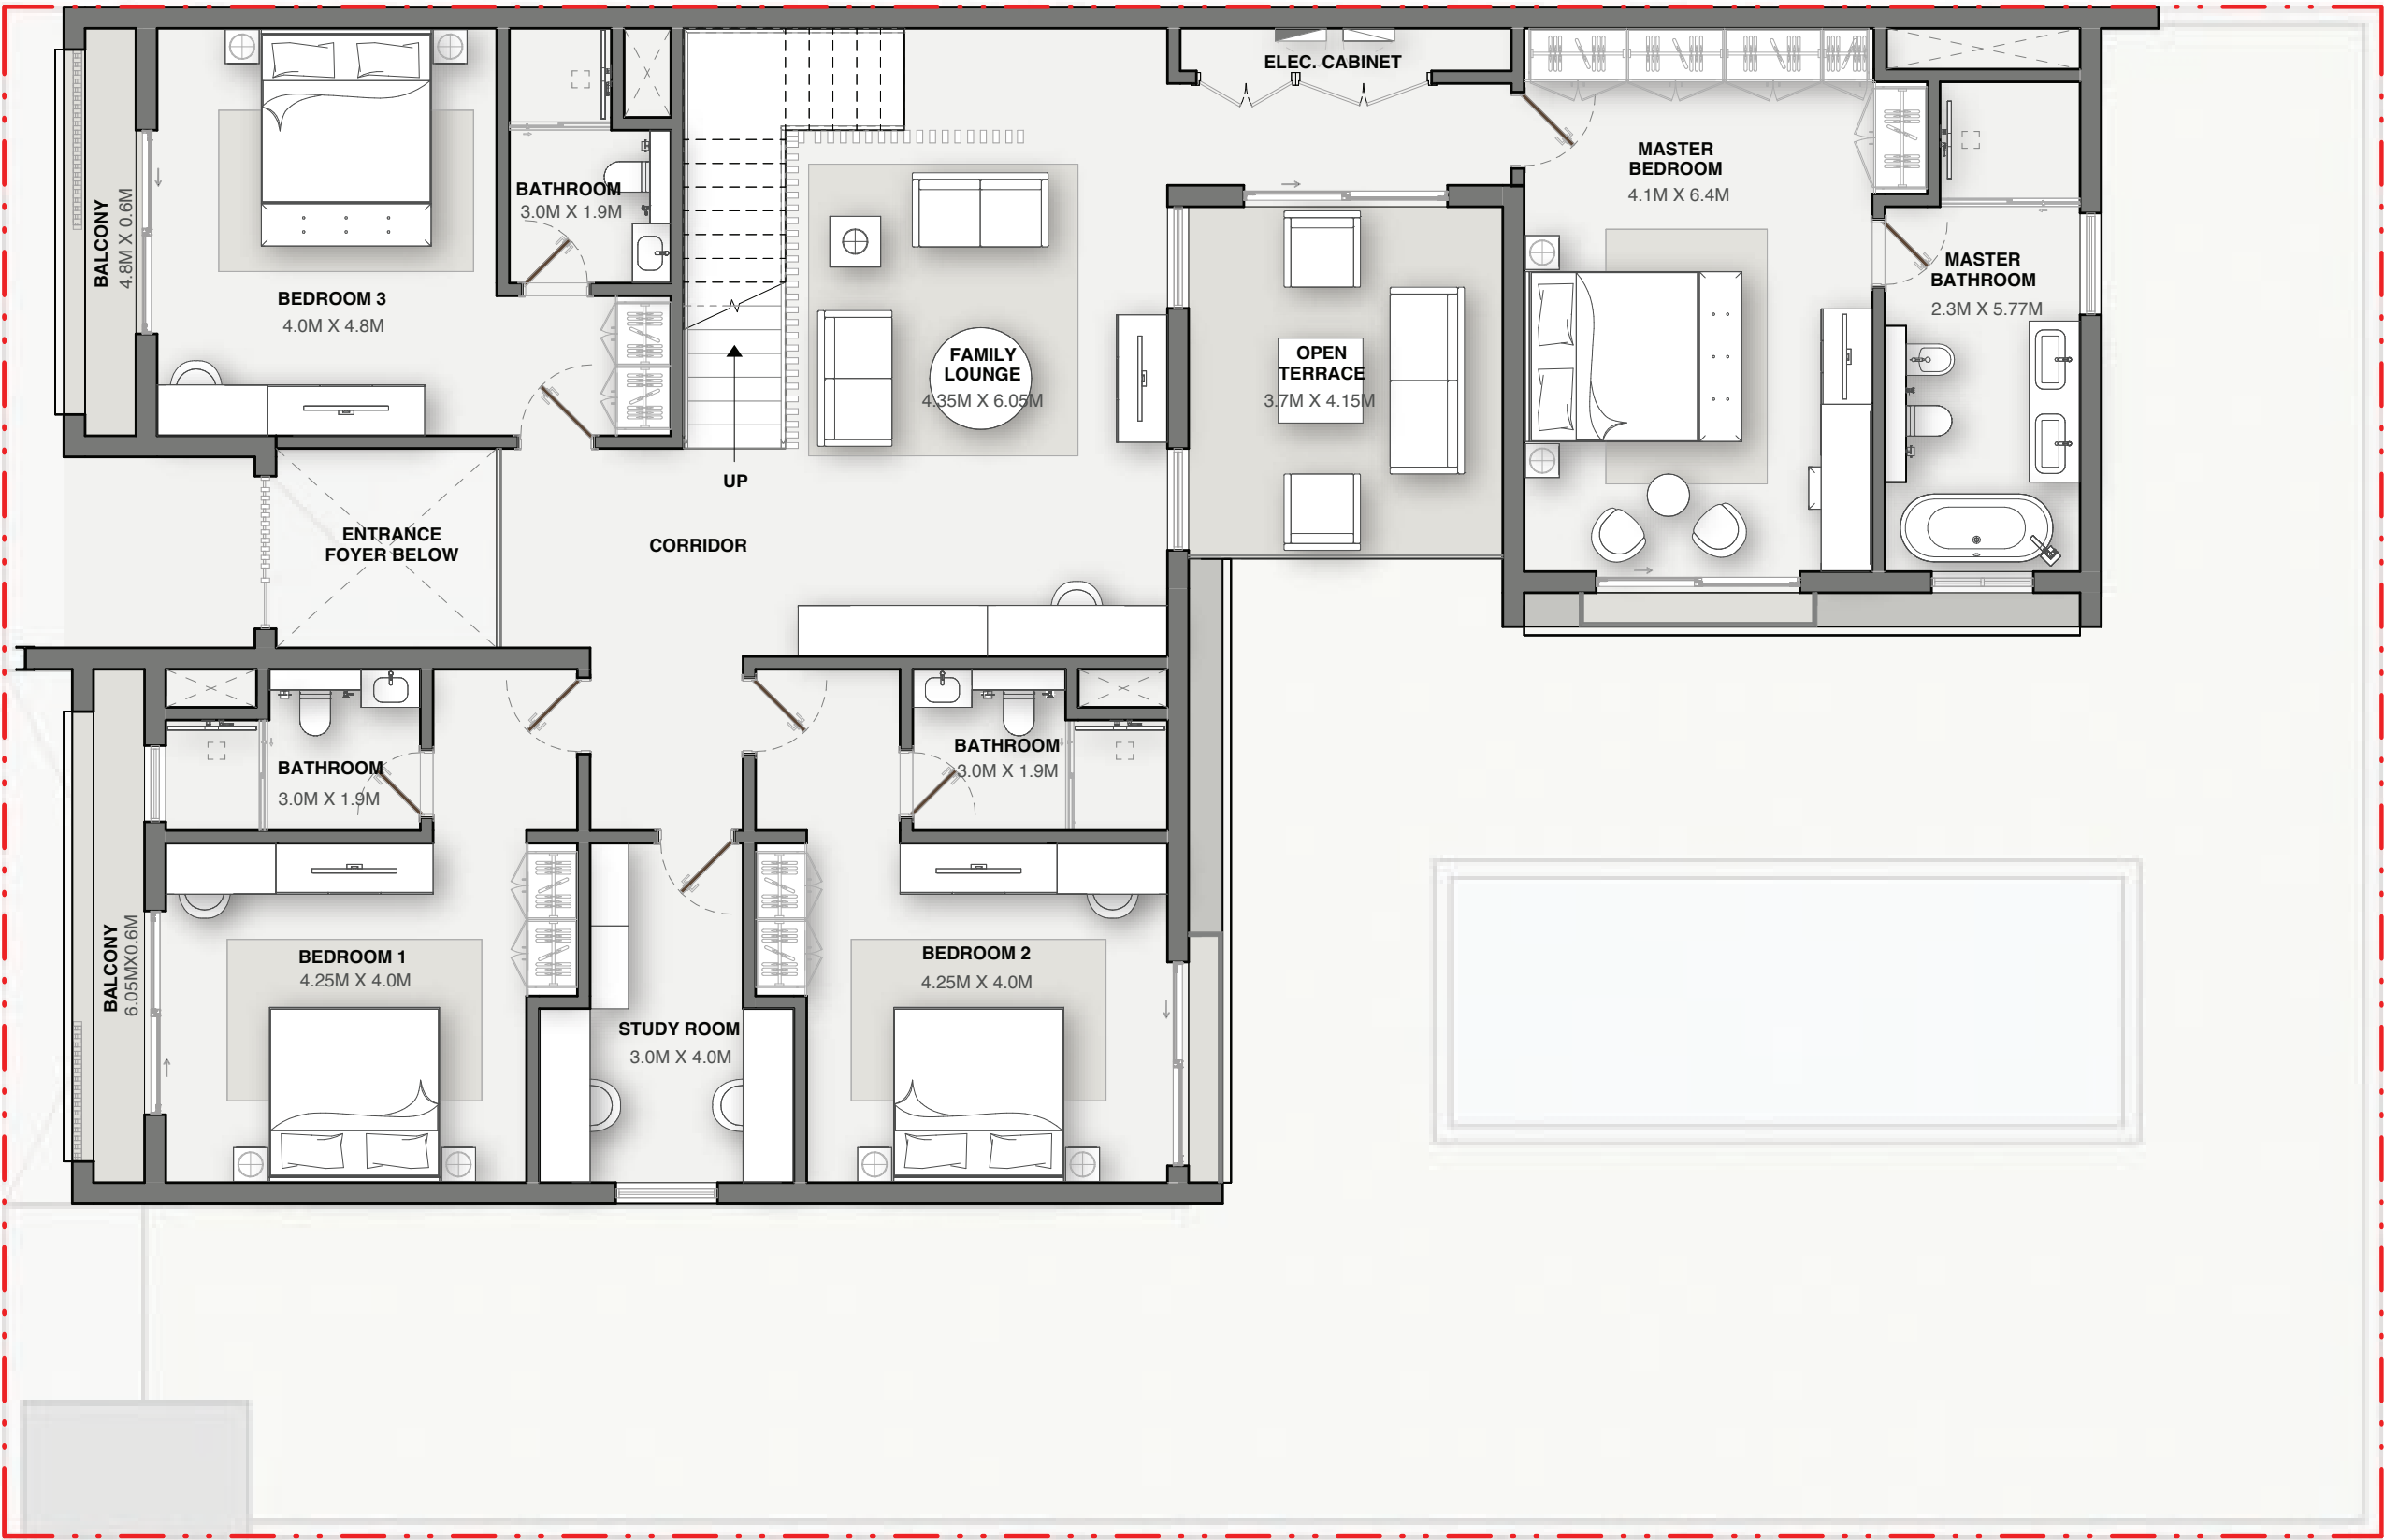 ELEC. CABINET
MASTER
BEDROOM
4.1M X 6.4M
BATHROOM
3.0M X 1.9M
BALCONY
4.8M X 0.6M
BEDROOM 3
4.0M X 4.8M
MASTER
BATHROOM
2.3M X 5.77M
FAMILY
LOUNGE
4.35M X 6.05M
OPEN
TERRACE
3.7M X 4.15M
UP
ENTRANCE
FOYER BELOW
CORRIDOR
BATHROOM
3.0M X 1.9M
BATHROOM
3.0M X 1.9M
BALCONY
6.05MX0.6M
BEDROOM 1
4.25M X 4.0M
BEDROOM 2
4.25M X 4.0M
STUDY ROOM
3.0M X 4.0M